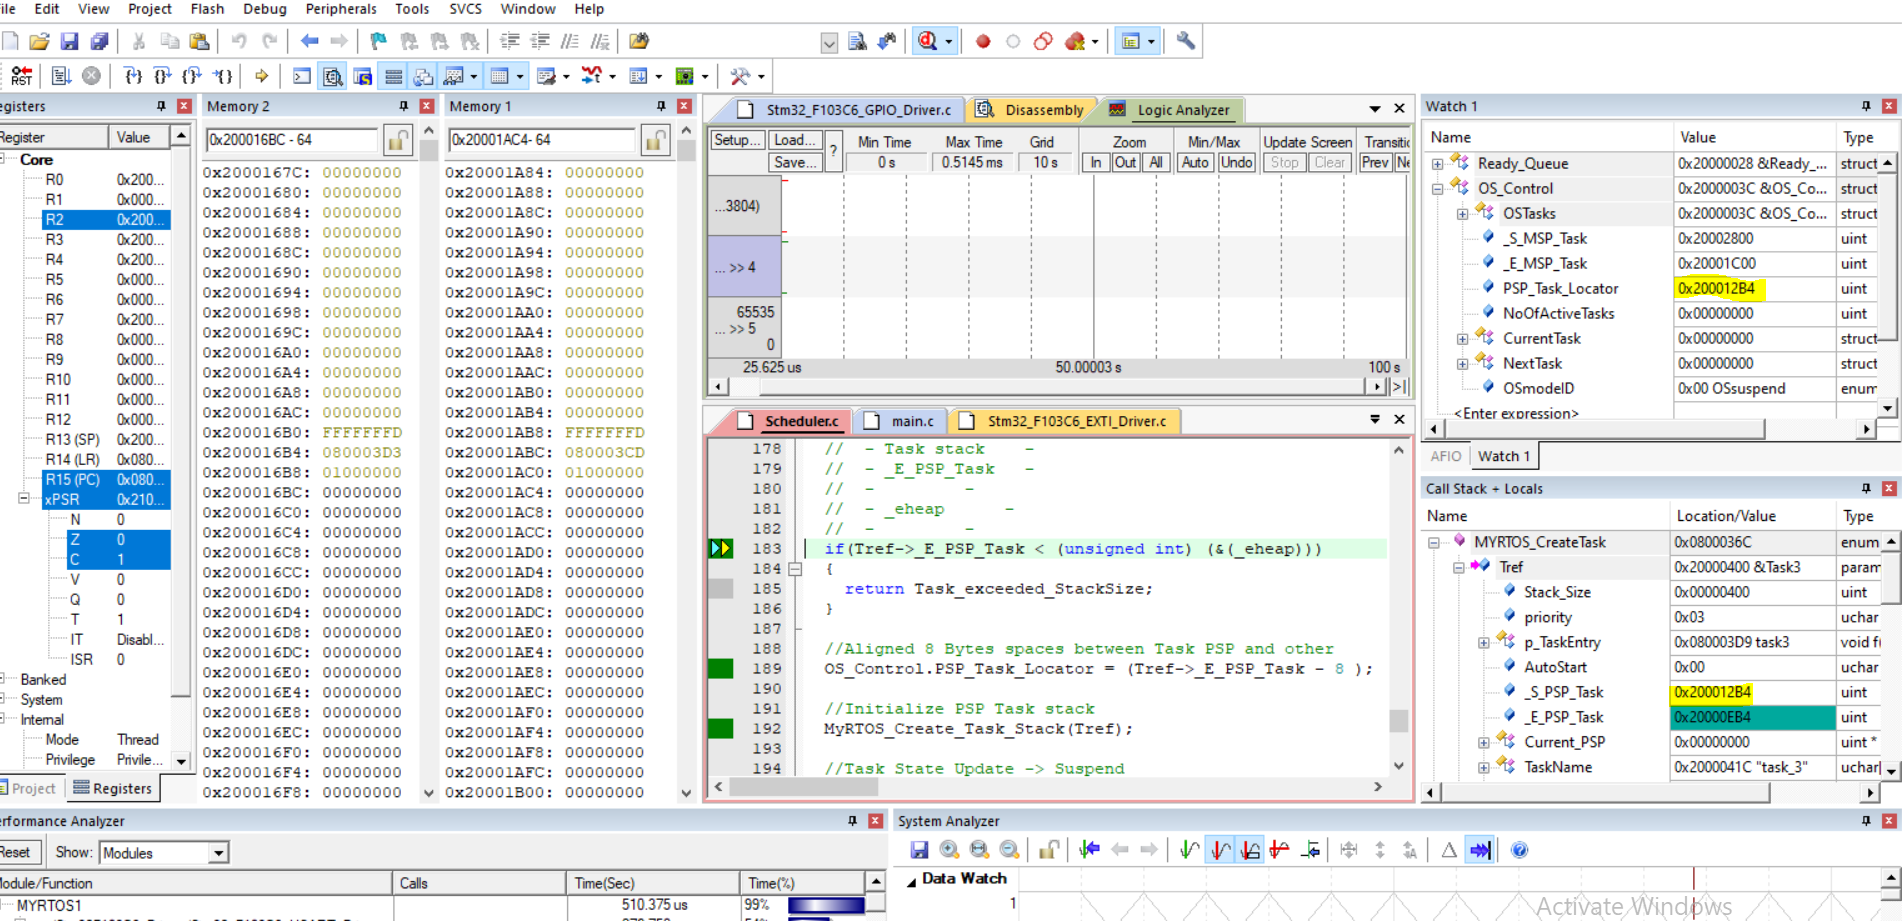 File Edit View Project Flash Debug Peripherals Tools SVCS Window Help
RST
Registers
Register Value
Core
R0 0x200...
R1 0x000...
R2 0x200...
R3 0x200...
R4 0x200...
R5 0x000...
R6 0x000...
R7 0x200...
R8 0x000...
R9 0x000...
R10 0x000...
R11 0x000...
R12 0x000...
R13 (SP) 0x200...
R14 (LR) 0x080...
R15 (PC) 0x080...
xPSR 0x210...
N 0
Z 0
C 1
V 0
Q 0
T 1
IT Disabl...
ISR 0
Banked
System
Internal
Mode Thread
Privilege Privile...
Project Registers
Memory 2
0x200016BC - 64
0x2000167C: 00000000
0x20001680: 00000000
0x20001684: 00000000
0x20001688: 00000000
0x2000168C: 00000000
0x20001690: 00000000
0x20001694: 00000000
0x20001698: 00000000
0x2000169C: 00000000
0x200016A0: 00000000
0x200016A4: 00000000
0x200016A8: 00000000
0x200016AC: 00000000
0x200016B0: FFFFFFFD
0x200016B4: 080003D3
0x200016B8: 01000000
0x200016BC: 00000000
0x200016C0: 00000000
0x200016C4: 00000000
0x200016C8: 00000000
0x200016CC: 00000000
0x200016D0: 00000000
0x200016D4: 00000000
0x200016D8: 00000000
0x200016DC: 00000000
0x200016E0: 00000000
0x200016E4: 00000000
0x200016E8: 00000000
0x200016EC: 00000000
0x200016F0: 00000000
0x200016F4: 00000000
0x200016F8: 00000000
Memory 1
0x20001AC4- 64
0x20001A84: 00000000
0x20001A88: 00000000
0x20001A8C: 00000000
0x20001A90: 00000000
0x20001A94: 00000000
0x20001A98: 00000000
0x20001A9C: 00000000
0x20001AA0: 00000000
0x20001AA4: 00000000
0x20001AA8: 00000000
0x20001AAC: 00000000
0x20001AB0: 00000000
0x20001AB4: 00000000
0x20001AB8: FFFFFFFD
0x20001ABC: 080003CD
0x20001AC0: 01000000
0x20001AC4: 00000000
0x20001AC8: 00000000
0x20001ACC: 00000000
0x20001AD0: 00000000
0x20001AD4: 00000000
0x20001AD8: 00000000
0x20001ADC: 00000000
0x20001AE0: 00000000
0x20001AE4: 00000000
0x20001AE8: 00000000
0x20001AEC: 00000000
0x20001AF0: 00000000
0x20001AF4: 00000000
0x20001AF8: 00000000
0x20001AFC: 00000000
0x20001B00: 00000000
Stm32_F103C6_GPIO_Driver.c Disassembly Logic Analyzer
Setup... Load... ? Min Time Max Time Grid Zoom Min/Max Update Screen Transitic
Save... 0 s 0.5145 ms 10 s In Out All Auto Undo Stop Clear Prev Ne
...3804)
... >> 4
65535
... >> 5
0
25.625 us 50.00003 s 100 s
Scheduler.c main.c Stm32_F103C6_EXTI_Driver.c
178 // - Task stack -
179 // - _E_PSP_Task -
180 // - -
181 // - _eheap -
182 // - -
183 if(Tref->_E_PSP_Task < (unsigned int) (&(_eheap)))
184 {
185 return Task_exceeded_StackSize;
186 }
187
188 //Aligned 8 Bytes spaces between Task PSP and other
189 OS_Control.PSP_Task_Locator = (Tref->_E_PSP_Task - 8 );
190
191 //Initialize PSP Task stack
192 MyRTOS_Create_Task_Stack(Tref);
193
194 //Task State Update -> Suspend
Watch 1
Name Value Type
Ready_Queue 0x20000028 &Ready_... struct
OS_Control 0x2000003C &OS_Co... struct
OSTasks 0x2000003C &OS_Co... struct
_S_MSP_Task 0x20002800 uint
_E_MSP_Task 0x20001C00 uint
PSP_Task_Locator 0x200012B4 uint
NoOfActiveTasks 0x00000000 uint
CurrentTask 0x00000000 struct
NextTask 0x00000000 struct
OSmodeID 0x00 OSsuspend enum
<Enter expression>
AFIO Watch 1
Call Stack + Locals
Name Location/Value Type
MYRTOS_CreateTask 0x0800036C enum
Tref 0x20000400 &Task3 param
Stack_Size 0x00000400 uint
priority 0x03 uchar
p_TaskEntry 0x080003D9 task3 void f(
AutoStart 0x00 uchar
_S_PSP_Task 0x200012B4 uint
_E_PSP_Task 0x20000EB4 uint
Current_PSP 0x00000000 uint *
TaskName 0x2000041C "task_3" uchar[
Performance Analyzer
Reset Show: Modules
Module/Function Calls Time(Sec) Time(%)
MYRTOS1 510.375 us 99%
System Analyzer
Data Watch
1
Activate Windows